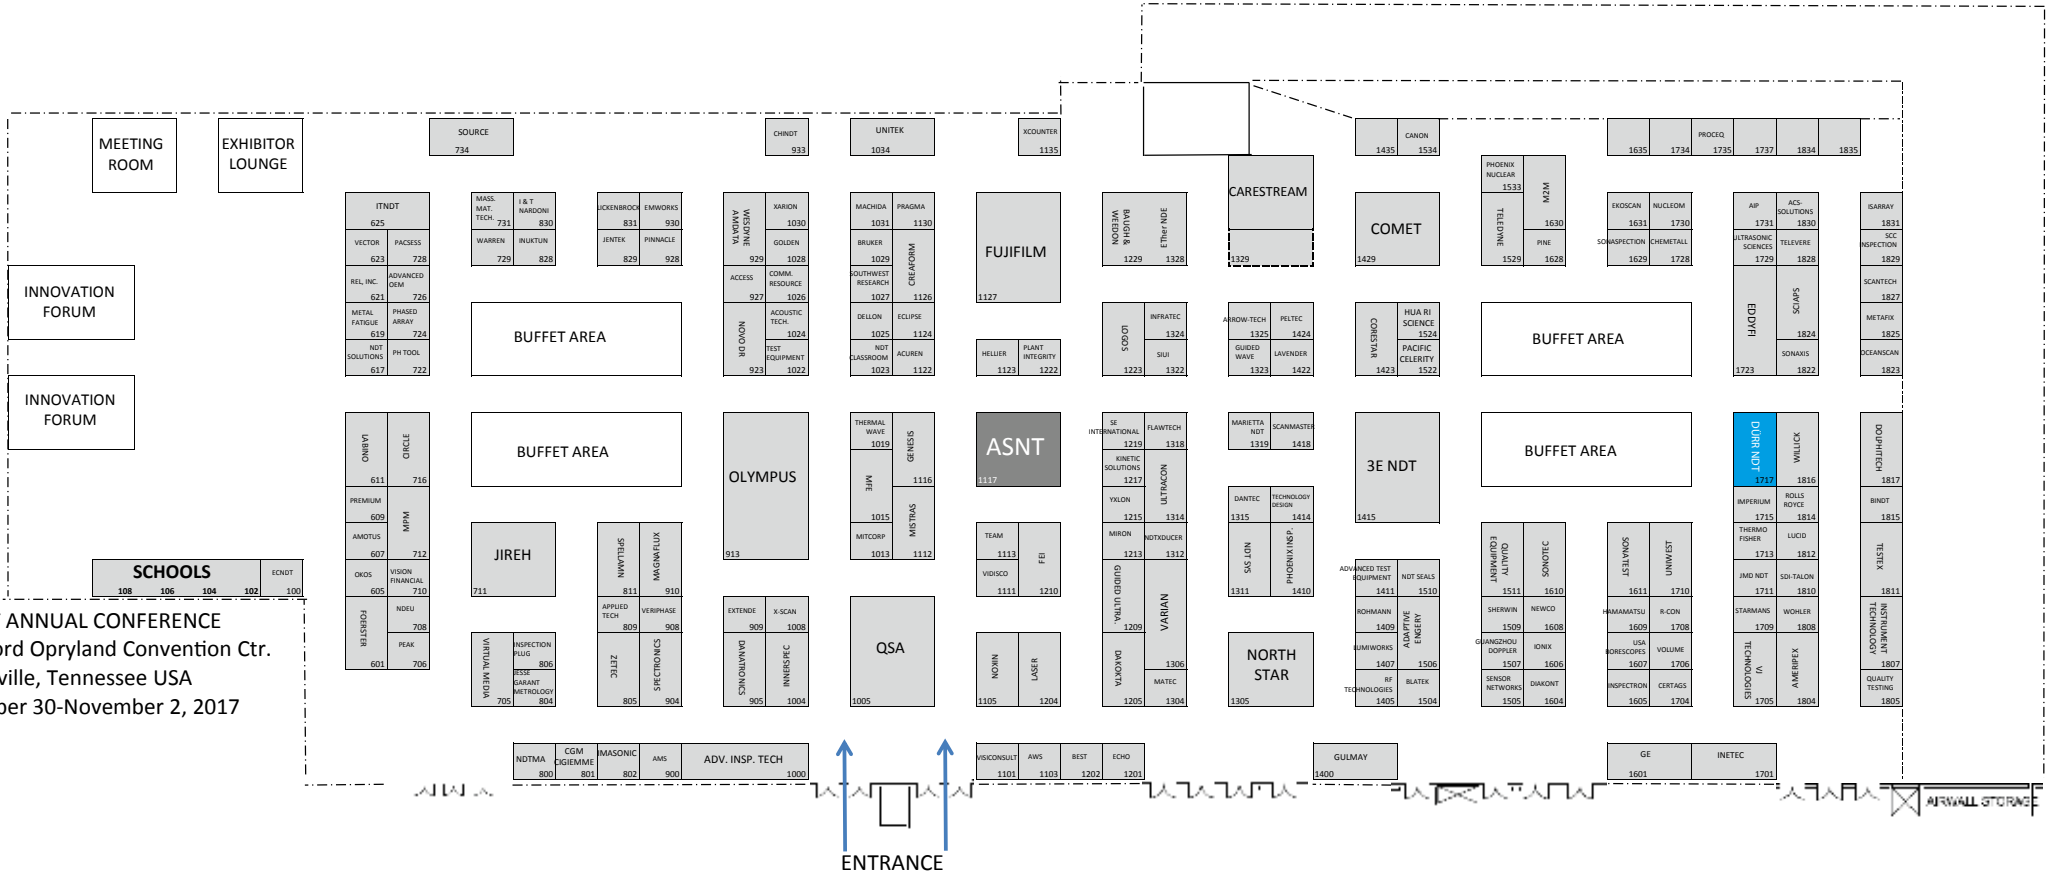 MEETING
ROOM
EXHIBITOR
LOUNGE
SOURCE
734
CHINDT
933
UNITEK
1034
XCOUNTER
1135
1435
CANON
1534
1635
1734
PROCEQ
1735
1737
1834
1835
ITNDT
625
VECTOR
623
PACSESS
728
REL, INC.
621
ADVANCED
OEM
726
METAL
FATIGUE
619
PHASED
ARRAY
724
NDT
SOLUTIONS
617
PH TOOL
722
MASS.
MAT.
TECH. 731
I & T
NARDONI
830
WARREN
729
INUKTUN
828
831
EMWORKS
930
JENTEK
829
PINNACLE
928
WESDYNE
AMDATA
929
XARION
1030
GOLDEN
1028
ACCESS
927
COMM.
RESOURCE
1026
NOVO DR
923
ACOUSTIC
TECH.
1024
TEST
EQUIPMENT
1022
MACHIDA
1031
PRAGMA
1130
BRUKER
1029
CREAFORM
1126
SOUTHWEST
RESEARCH
1027
DELLON
1025
ECLIPSE
1124
NDT
CLASSROOM
1023
ACUREN
1122
FUJIFILM
1127
HELLIER
1123
PLANT
INTEGRITY
1222
BAUGH &
WEEDON
1229
ETher NDE
1328
LOGOS
1223
INFRATEC
1324
SIUI
1322
CARESTREAM
1329
ARROW-TECH
1325
PELTEC
1424
GUIDED
WAVE
1323
LAVENDER
1422
COMET
1429
CORESTAR
1423
HUA RI
SCIENCE
1524
PACIFIC
CELERITY
1522
PHOENIX
NUCLEAR
1533
M2M
1630
TELEDYNE
1529
PINE
1628
EKOSCAN
1631
NUCLEOM
1730
SONASPECTION
1629
CHEMETALL
1728
AIP
1731
ACS-
SOLUTIONS
1830
ULTRASONIC
SCIENCES
1729
TELEVERE
1828
EDDYFI
1723
SCIAPS
1824
SONAXIS
1822
ISARRAY
1831
SCC
INSPECTION
1829
SCANTECH
1827
METAFIX
1825
OCEANSCAN
1823
INNOVATION
FORUM
INNOVATION
FORUM
BUFFET AREA
BUFFET AREA
BUFFET AREA
BUFFET AREA
LABINO
611
CIRCLE
716
PREMIUM
609
MPM
712
AMOTUS
607
OKOS
605
VISION
FINANCIAL
710
FOERSTER
601
NDEU
708
PEAK
706
JIREH
711
SPELLMAN
811
MAGNAFLUX
910
APPLIED
TECH
809
VERIPHASE
908
ZETEC
805
SPECTRONICS
904
VIRTUAL MEDIA
705
INSPECTION
PLUG
806
JESSE
GARANT
METROLOGY
804
OLYMPUS
913
EXTENDE
909
X-SCAN
1008
DANATRONICS
905
INNERSPEC
1004
THERMAL
WAVE
1019
GENESIS
1116
MFE
1015
MISTRAS
1112
MITCORP
1013
QSA
1005
ASNT
1117
TEAM
1113
FEI
1210
VIDISCO
1111
NIKON
1105
LASER
1204
SE
INTERNATIONAL
1219
FLAWTECH
1318
KINETIC
SOLUTIONS
1217
ULTRACON
1314
YXLON
1215
MIRON
1213
NDTXDUCER
1312
GUIDED ULTRA.
1209
VARIAN
1306
DAKOKTA
1205
MATEC
1304
MARIETTA
NDT
1319
SCANMASTER
1418
DANTEC
1315
TECHNOLOGY
DESIGN
1414
SVS NDT
1311
PHOENIX INSP.
1410
NORTH
STAR
1305
3E NDT
1415
ADVANCED TEST
EQUIPMENT
1411
NDT SEALS
1510
ROHMANN
1409
ADAPTIVE
ENGERY
1506
LUMIWORKS
1407
RF
TECHNOLOGIES
1405
BLATEK
1504
QUALITY
EQUIPMENT
1511
SONOTEC
1610
SHERWIN
1509
NEWCO
1608
GUANGZHOU
DOPPLER
1507
IONIX
1606
SENSOR
NETWORKS
1505
DIAKONT
1604
SONATEST
1611
UNIWEST
1710
HAMAMATSU
1609
R-CON
1708
USA
BORESCOPES
1607
VOLUME
1706
INSPECTRON
1605
CERTAGS
1704
DÜRR NDT
1717
WILLICK
1816
IMPERIUM
1715
ROLLS
ROYCE
1814
THERMO
FISHER
1713
LUCID
1812
JMD NDT
1711
SDI-TALON
1810
STARMANS
1709
WOHLER
1808
VJ
TECHNOLOGIES
1705
AMERIPEX
1804
DOLPHITECH
1817
BINDT
1815
TESTEX
1811
INSTRUMENT
TECHNOLOGY
1807
QUALITY
TESTING
1805
SCHOOLS
108 106 104 102
ECNDT
100
ANNUAL CONFERENCE
Opryland Convention Ctr.
Tennessee USA
30-November 2, 2017
NDTMA
800
CGM
CIGIEMME
801
IMASONIC
802
AMS
900
ADV. INSP. TECH
1000
VISICONSULT
1101
AWS
1103
BEST
1202
ECHO
1201
GULMAY
1400
GE
1601
INETEC
1701
AIRWALL STORAGE
ENTRANCE